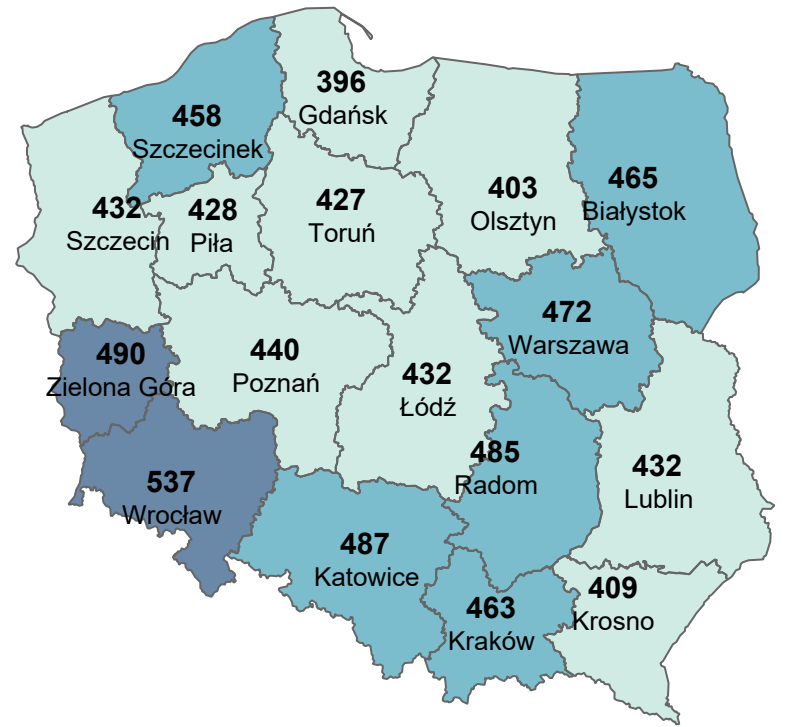 396
Gdańsk
458
Szczecinek
403
Olsztyn
465
Białystok
432
Szczecin
428
Piła
427
Toruń
472
Warszawa
490
Zielona Góra
440
Poznań
432
Łódź
485
Radom
432
Lublin
537
Wrocław
487
Katowice
463
Kraków
409
Krosno